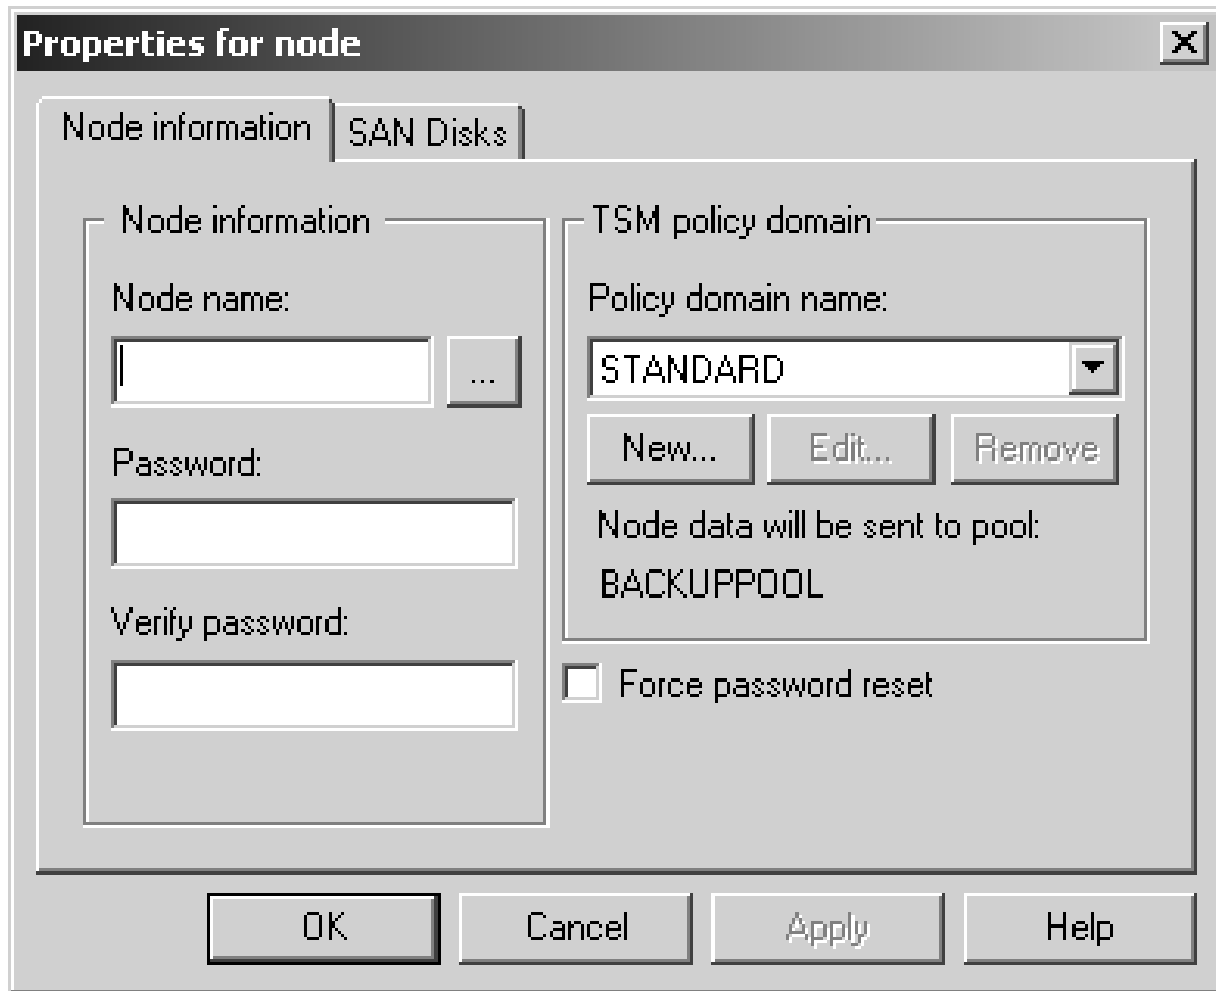 Properties for node
Node information
SAN Disks
Node information
Node name:
...
Password:
Verify password:
TSM policy domain
Policy domain name:
STANDARD
New...
Edit...
Remove
Node data will be sent to pool:
BACKUPPOOL
Force password reset
OK
Cancel
Apply
Help